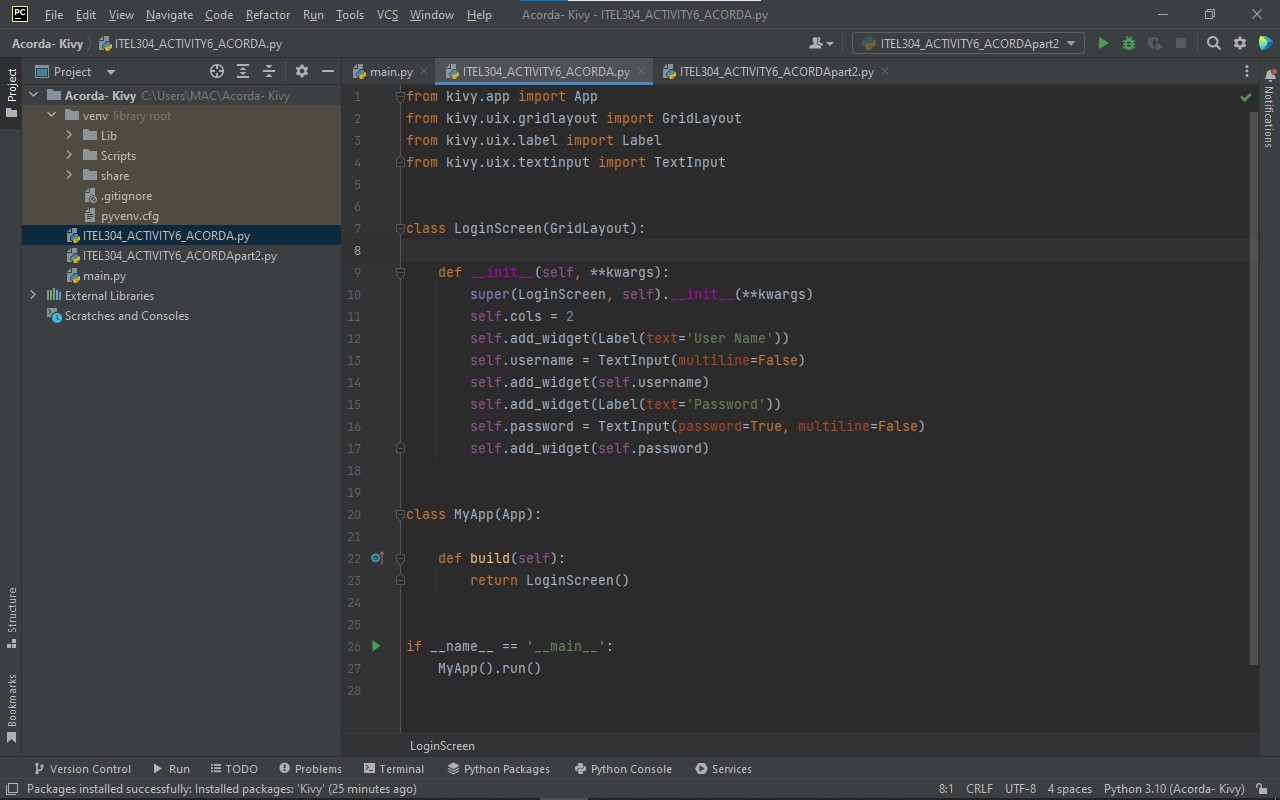 PC File Edit View Navigate Code Refactor Run Tools VCS Window Help Acorda- Kivy - ITEL304_ACTIVITY6_ACORDA.py
Acorda- Kivy ITEL304_ACTIVITY6_ACORDA.py ITEL304_ACTIVITY6_ACORDApart2.py
Project
Project
Acorda- Kivy C:\Users\MAC\Acorda- Kivy
venv library root
Lib
Scripts
share
.gitignore
pyvenv.cfg
ITEL304_ACTIVITY6_ACORDA.py
ITEL304_ACTIVITY6_ACORDApart2.py
main.py
External Libraries
Scratches and Consoles
Structure
Bookmarks
main.py ITEL304_ACTIVITY6_ACORDA.py ITEL304_ACTIVITY6_ACORDApart2.py
1 from kivy.app import App
2 from kivy.uix.gridlayout import GridLayout
3 from kivy.uix.label import Label
4 from kivy.uix.textinput import TextInput
5
6
7 class LoginScreen(GridLayout):
8
9     def __init__(self, **kwargs):
10         super(LoginScreen, self).__init__(**kwargs)
11         self.cols = 2
12         self.add_widget(Label(text='User Name'))
13         self.username = TextInput(multiline=False)
14         self.add_widget(self.username)
15         self.add_widget(Label(text='Password'))
16         self.password = TextInput(password=True, multiline=False)
17         self.add_widget(self.password)
18
19
20 class MyApp(App):
21
22     def build(self):
23         return LoginScreen()
24
25
26 if __name__ == '__main__':
27     MyApp().run()
28
LoginScreen
Notifications
Version Control Run TODO Problems Terminal Python Packages Python Console Services
Packages installed successfully: Installed packages: 'Kivy' (25 minutes ago) 8:1 CRLF UTF-8 4 spaces Python 3.10 (Acorda- Kivy)